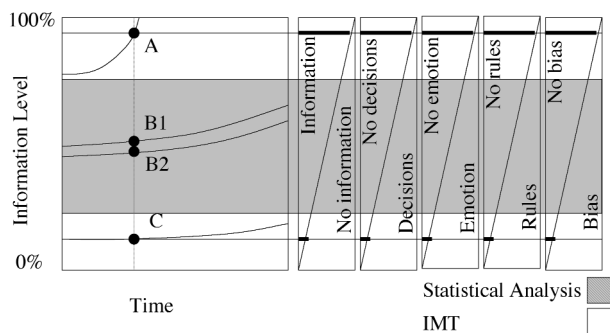 100%
Information Level
0%
A
B1
B2
C
Time
Information
No information
No decisions
Decisions
No emotion
Emotion
No rules
Rules
No bias
Bias
Statistical Analysis
IMT